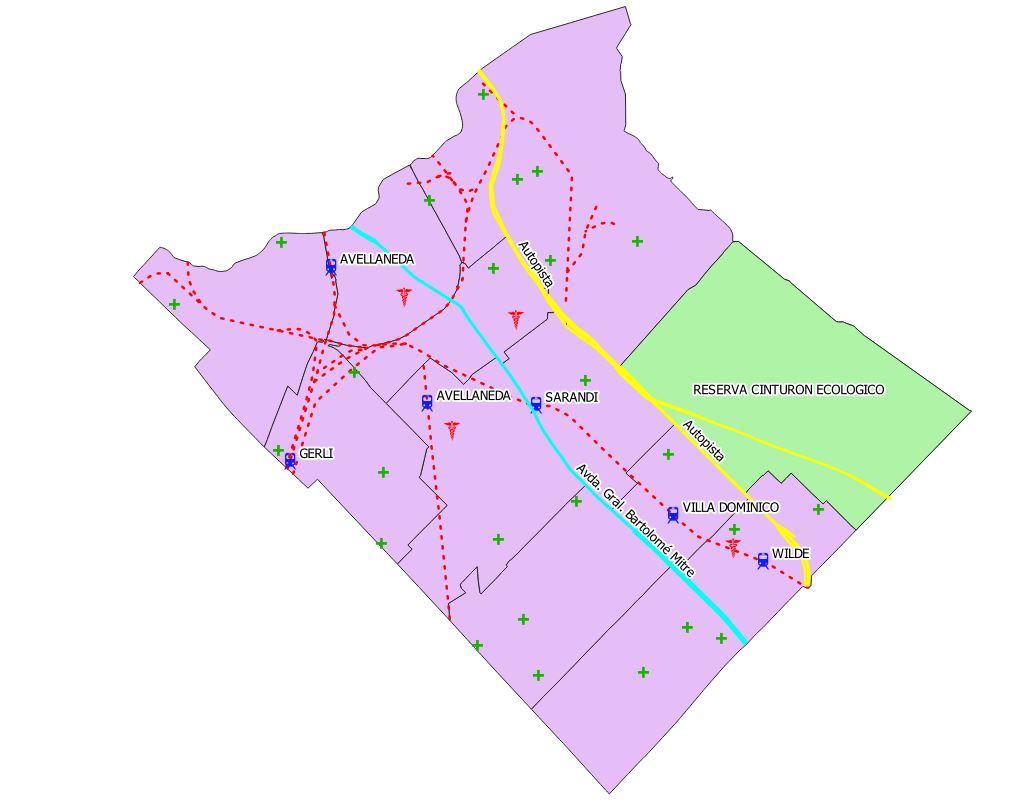 Autopista
AVELLANEDA
RESERVA CINTURON ECOLOGICO
AVELLANEDA
SARANDI
Autopista
GERLI
Avda. Gral. Bartolomé Mitre
VILLA DOMINICO
WILDE